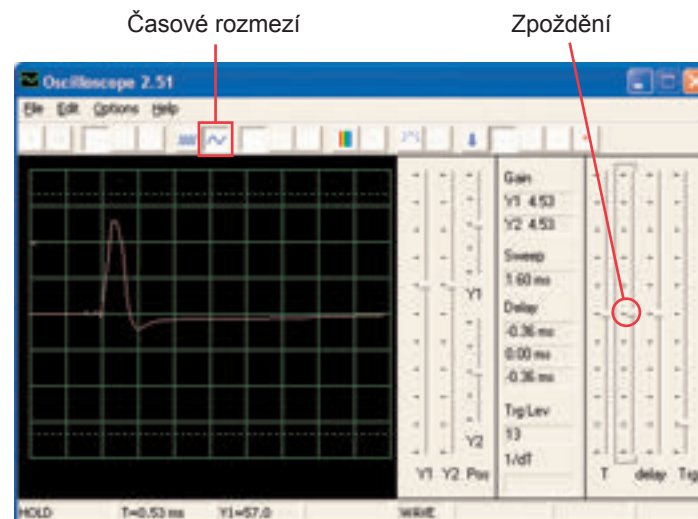 Časové rozmezí
Zpoždění
Oscilloscope 2.51
File Edit Options Help
Gain
Y1 4.53
Y2 4.53
Sweep
1.60 ms
Delay
-0.36 ms
0.00 ms
-0.36 ms
Trg Lev
13
1/dT
Y1
Y2
Y1 Y2 Pos
T delay Trg
HOLD T=0.53 ms Y1=57.0 WAVE